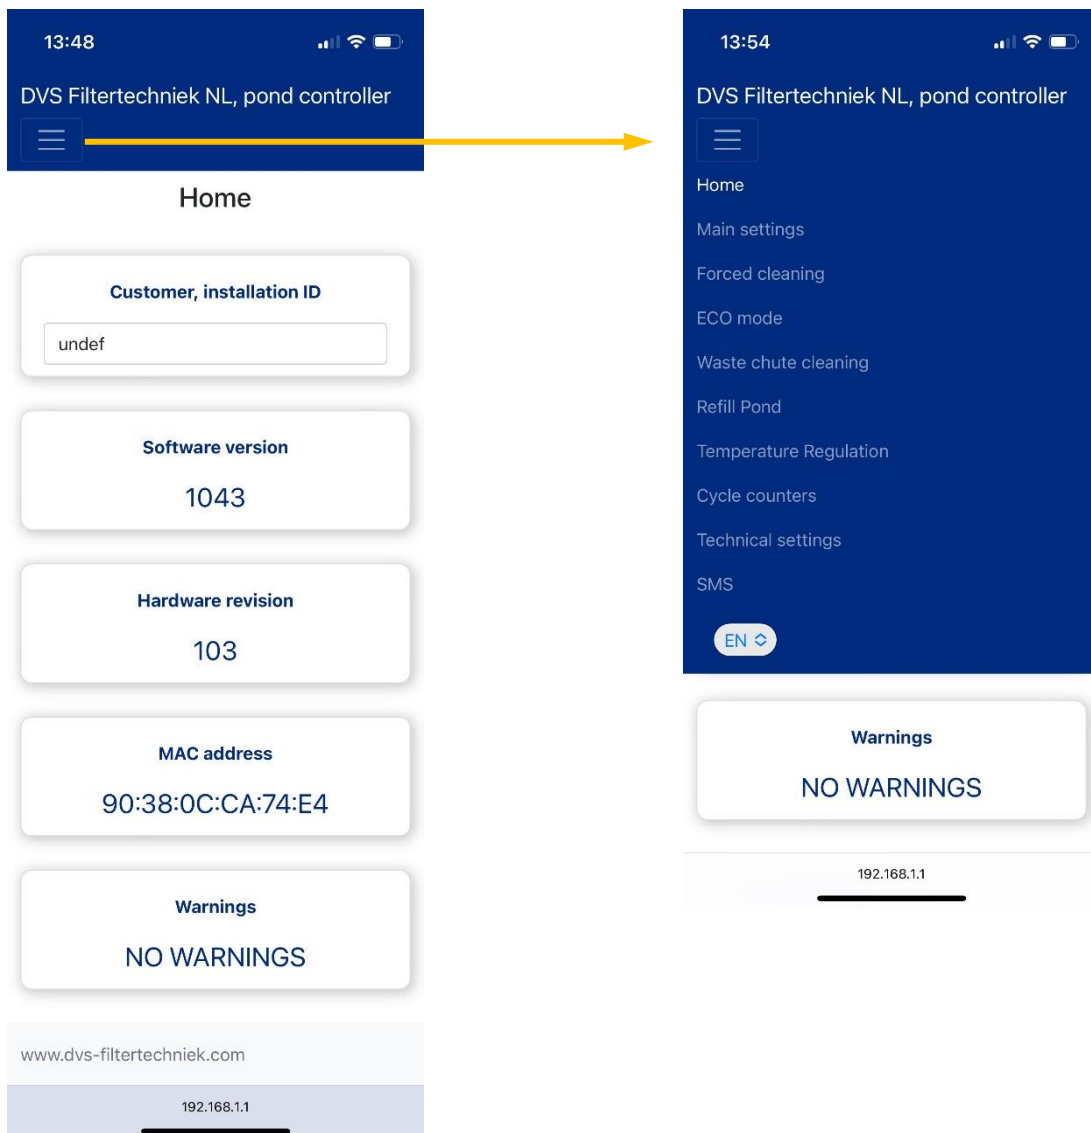 13:48
DVS Filtertechniek NL, pond controller
Home
Customer, installation ID
undef
Software version
1043
Hardware revision
103
MAC address
90:38:0C:CA:74:E4
Warnings
NO WARNINGS
www.dvs-filtertechniek.com
192.168.1.1
13:54
DVS Filtertechniek NL, pond controller
Home
Main settings
Forced cleaning
ECO mode
Waste chute cleaning
Refill Pond
Temperature Regulation
Cycle counters
Technical settings
SMS
EN
Warnings
NO WARNINGS
192.168.1.1